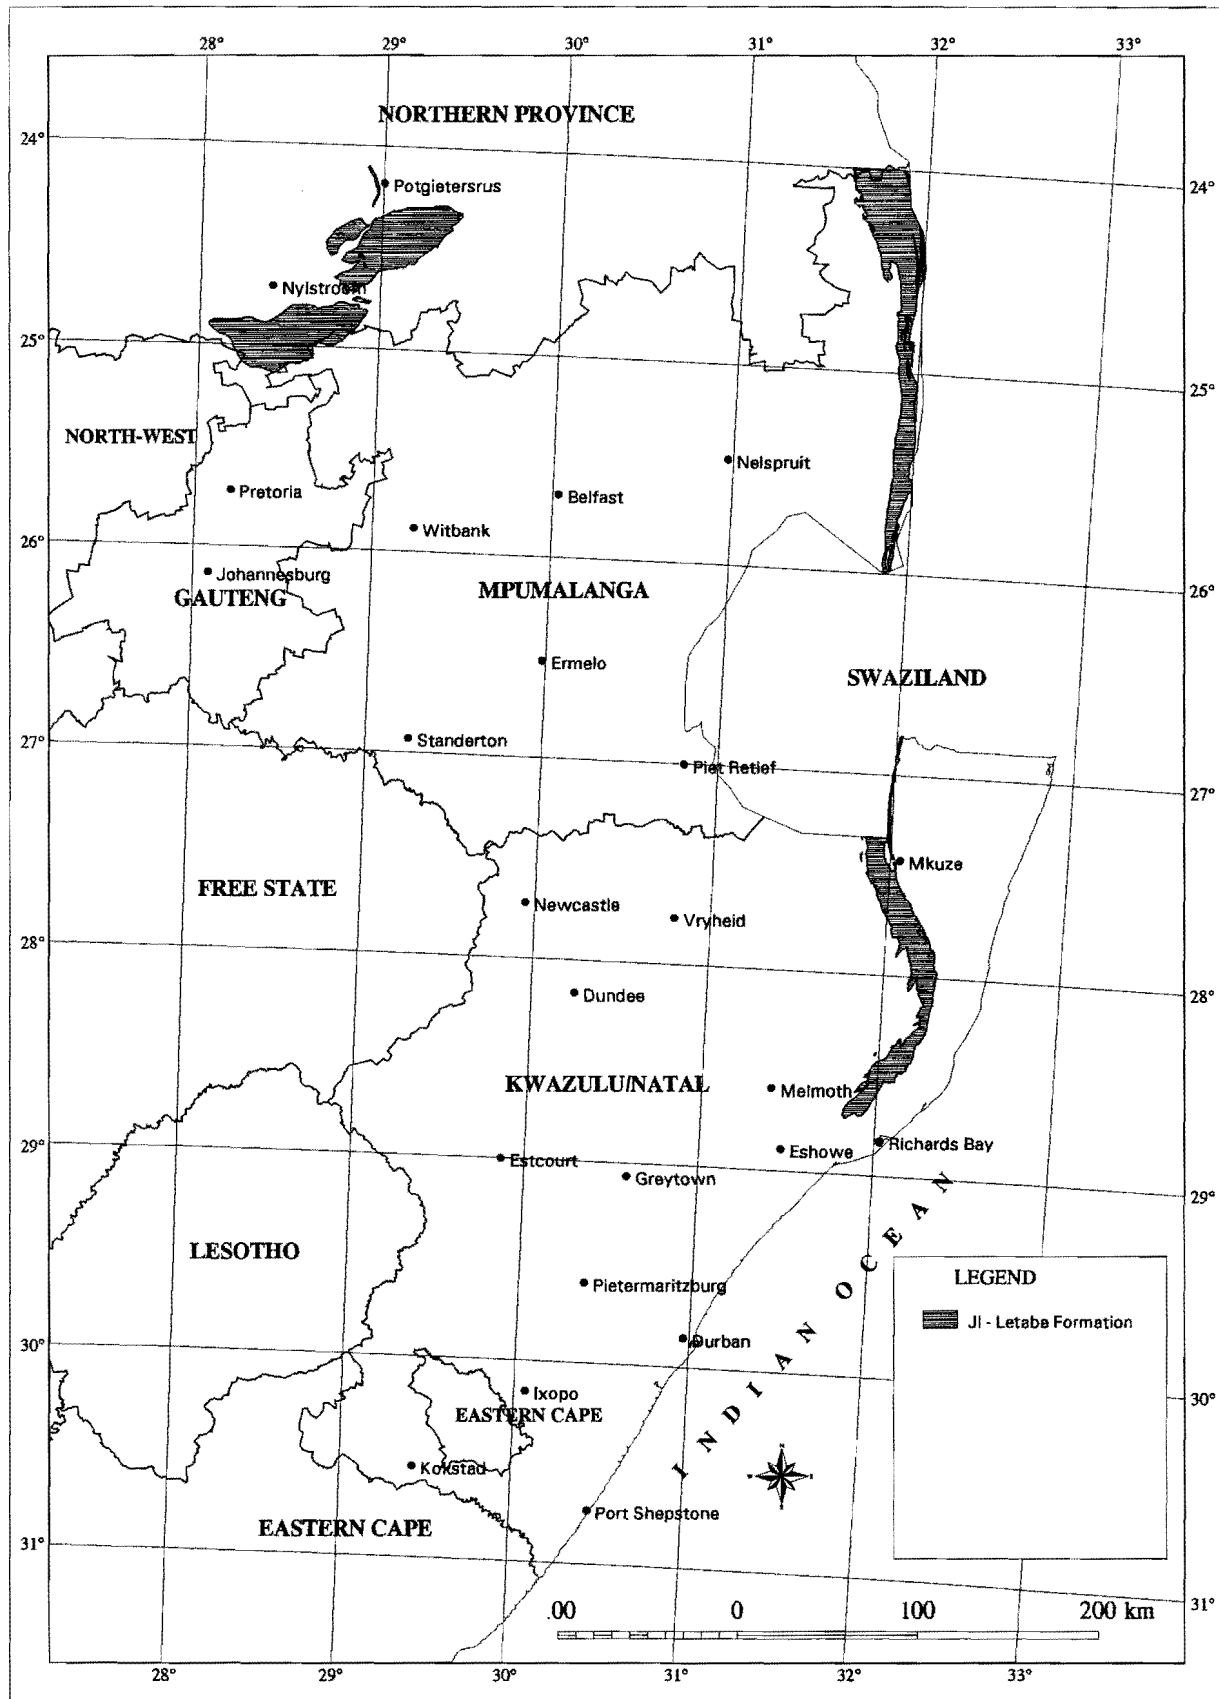 28° 29° 30° 31° 32° 33°
NORTHERN PROVINCE
24°
24°
Potgietersrus
Nylstroom
25°
25°
NORTH-WEST
Nelspruit
Pretoria
Belfast
Witbank
26°
26°
Johannesburg
GAUTENG
MPUMALANGA
Ermelo
SWAZILAND
Standerton
27°
27°
Piet Retief
Mkuze
FREE STATE
Newcastle
Vryheid
28°
28°
Dundee
KWAZULU/NATAL
Melmoth
29°
29°
Estcourt
Eshowe
Richards Bay
Greytown
LESOTHO
INDIAN OCEAN
LEGEND
Jl - Letaba Formation
Pietermaritzburg
Durban
30°
30°
Ixopo
EASTERN CAPE
Kokstad
Port Shepstone
EASTERN CAPE
31°
31°
.00 0 100 200 km
28° 29° 30° 31° 32° 33°